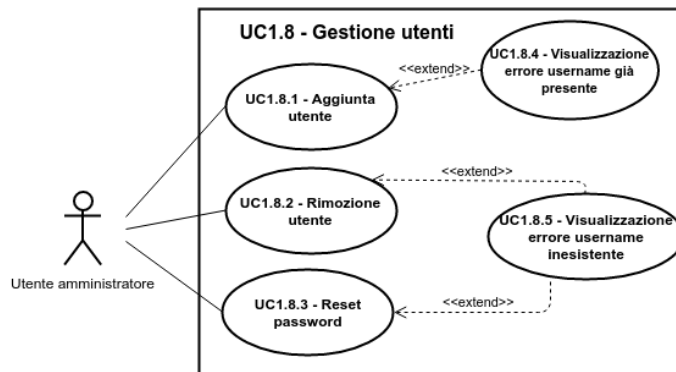 UC1.8 - Gestione utenti
UC1.8.4 - Visualizzazione
errore username già
presente
<<extend>>
UC1.8.1 - Aggiunta
utente
<<extend>>
UC1.8.2 - Rimozione
utente
UC1.8.5 - Visualizzazione
errore username
inesistente
Utente amministratore
UC1.8.3 - Reset
password
<<extend>>